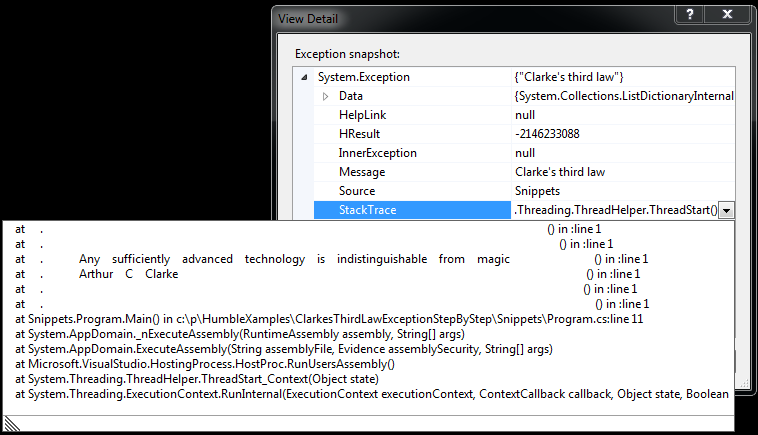 View Detail
Exception snapshot:
System.Exception {"Clarke's third law"}
Data {System.Collections.ListDictionaryInternal
HelpLink null
HResult -2146233088
InnerException null
Message Clarke's third law
Source Snippets
StackTrace .Threading.ThreadHelper.ThreadStart()
at . () in :line 1
at . () in :line 1
at . Any sufficiently advanced technology is indistinguishable from magic () in :line 1
at . Arthur C Clarke () in :line 1
at . () in :line 1
at . () in :line 1
at Snippets.Program.Main() in c:\p\HumbleExamples\ClarkesThirdLawExceptionStepByStep\Snippets\Program.cs:line 11
at System.AppDomain._nExecuteAssembly(RuntimeAssembly assembly, String[] args)
at System.AppDomain.ExecuteAssembly(String assemblyFile, Evidence assemblySecurity, String[] args)
at Microsoft.VisualStudio.HostingProcess.HostProc.RunUsersAssembly()
at System.Threading.ThreadHelper.ThreadStart_Context(Object state)
at System.Threading.ExecutionContext.RunInternal(ExecutionContext executionContext, ContextCallback callback, Object state, Boolean